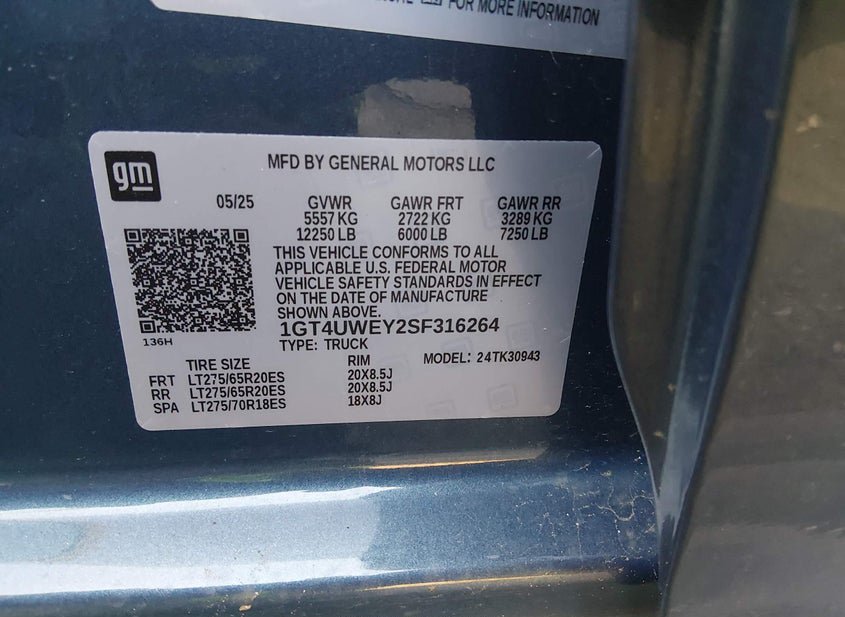 FOR MORE INFORMATION
gm
MFD BY GENERAL MOTORS LLC
05/25 GVWR GAWR FRT GAWR RR
5557 KG 2722 KG 3289 KG
12250 LB 6000 LB 7250 LB
THIS VEHICLE CONFORMS TO ALL
APPLICABLE U.S. FEDERAL MOTOR
VEHICLE SAFETY STANDARDS IN EFFECT
ON THE DATE OF MANUFACTURE
SHOWN ABOVE.
1GT4UWEY2SF316264
136H
TYPE: TRUCK
MODEL: 24TK30943
TIRE SIZE RIM
FRT LT275/65R20ES 20X8.5J
RR LT275/65R20ES 20X8.5J
SPA LT275/70R18ES 18X8J